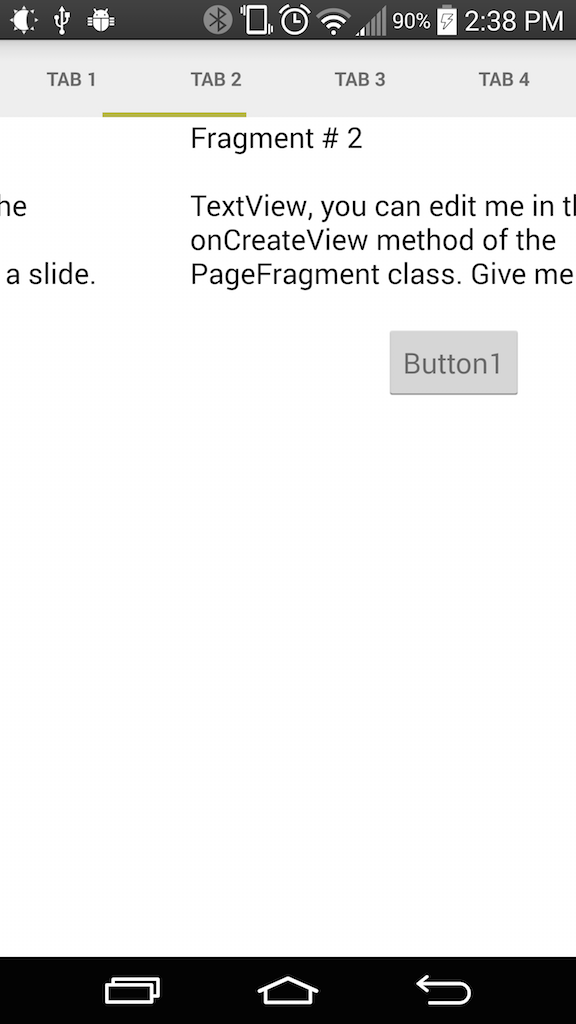 90% 2:38 PM
TAB 1 TAB 2 TAB 3 TAB 4
Fragment # 2
he TextView, you can edit me in t
onCreateView method of the
a slide. PageFragment class. Give me
Button1